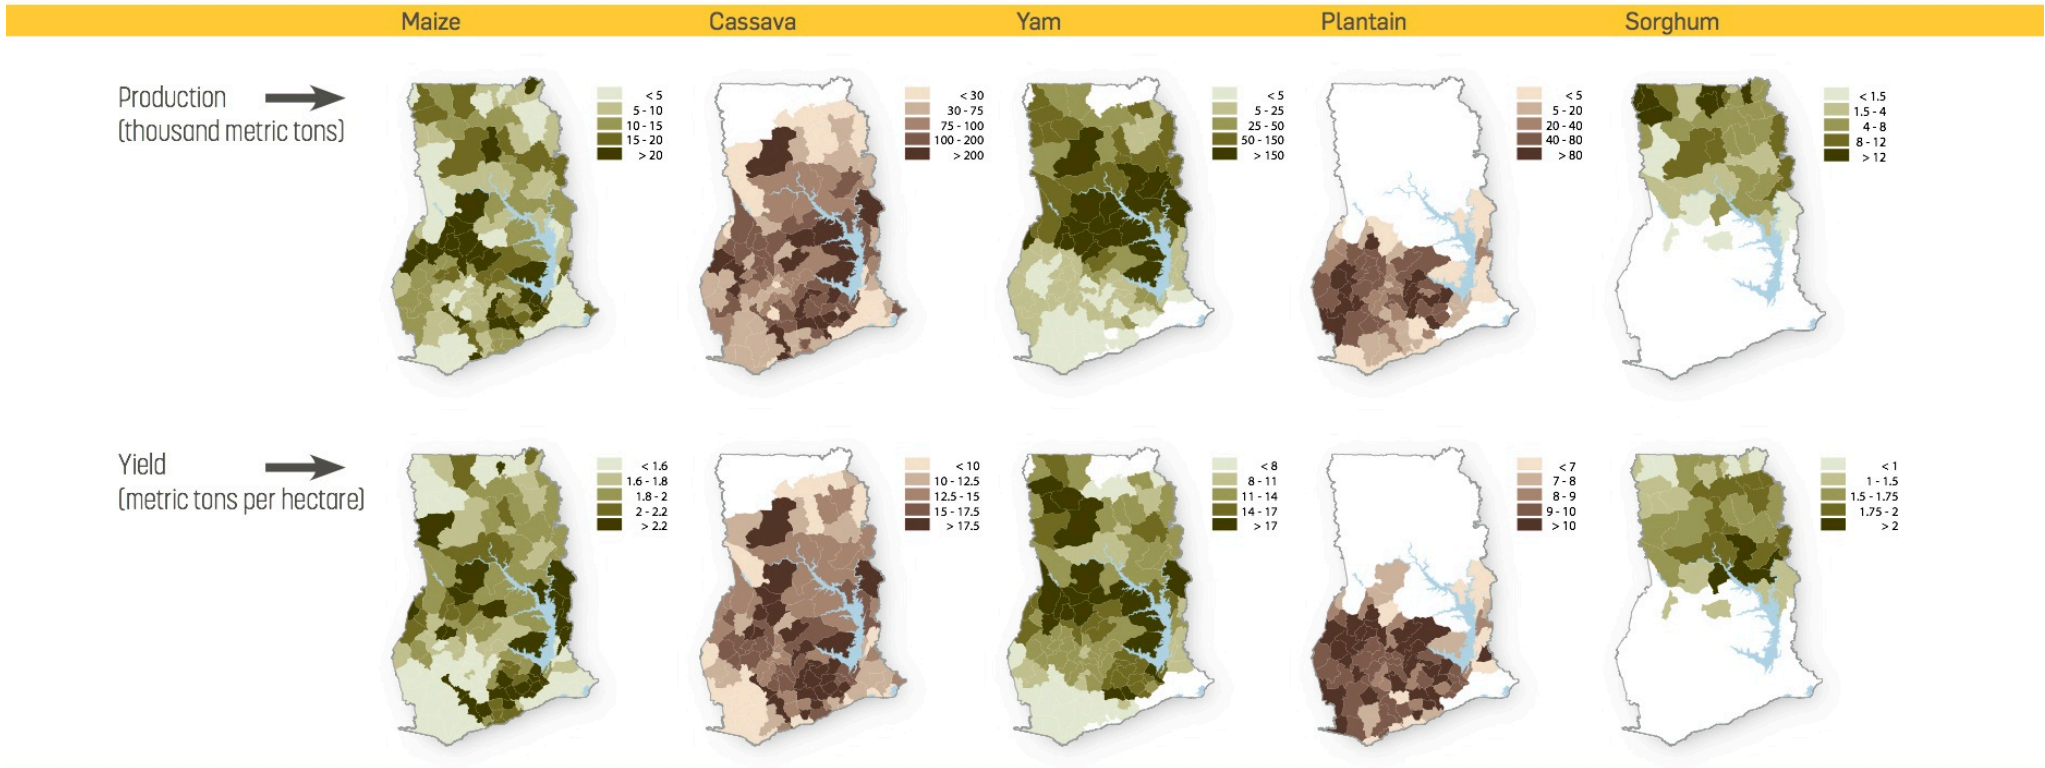 Maize
Cassava
Yam
Plantain
Sorghum
Production
(thousand metric tons)
< 5
5 - 10
10 - 15
15 - 20
> 20
< 30
30 - 75
75 - 100
100 - 200
> 200
< 5
5 - 25
25 - 50
50 - 150
> 150
< 5
5 - 20
20 - 40
40 - 80
> 80
< 1.5
1.5 - 4
4 - 8
8 - 12
> 12
Yield
(metric tons per hectare)
< 1.6
1.6 - 1.8
1.8 - 2
2 - 2.2
> 2.2
< 10
10 - 12.5
12.5 - 15
15 - 17.5
> 17.5
< 8
8 - 11
11 - 14
14 - 17
> 17
< 7
7 - 8
8 - 9
9 - 10
> 10
< 1
1 - 1.5
1.5 - 1.75
1.75 - 2
> 2